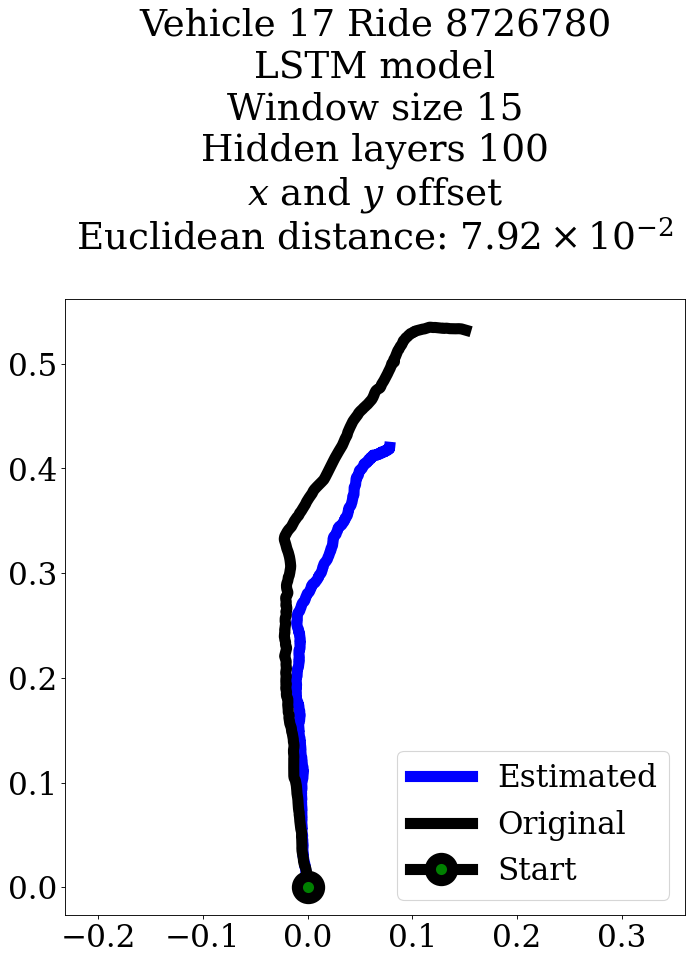 Vehicle 17 Ride 8726780
LSTM model
Window size 15
Hidden layers 100
x and y offset
Euclidean distance: 7.92 × 10⁻²
0.5
0.4
0.3
0.2
0.1
0.0
Estimated
Original
Start
−0.2 −0.1 0.0 0.1 0.2 0.3